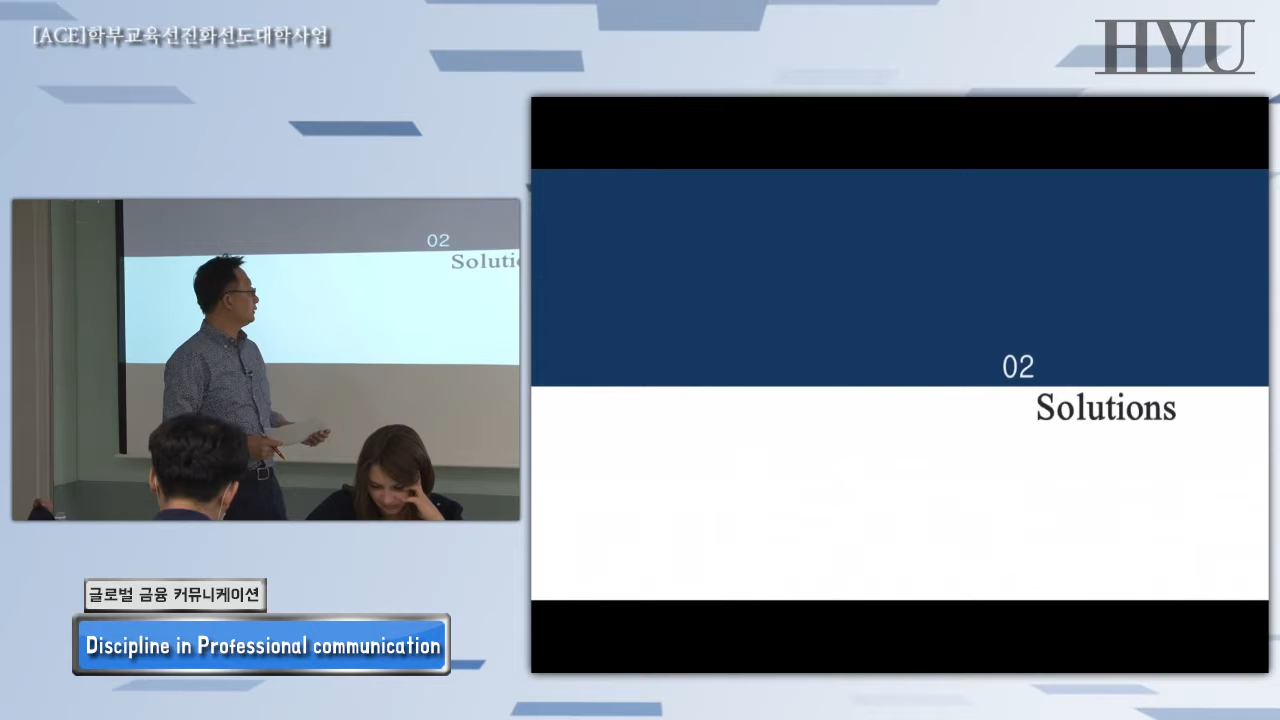 [ACE]학부교육선진화선도대학사업
HYU
02
Soluti
02
Solutions
글로벌 금융 커뮤니케이션
Discipline in Professional communication